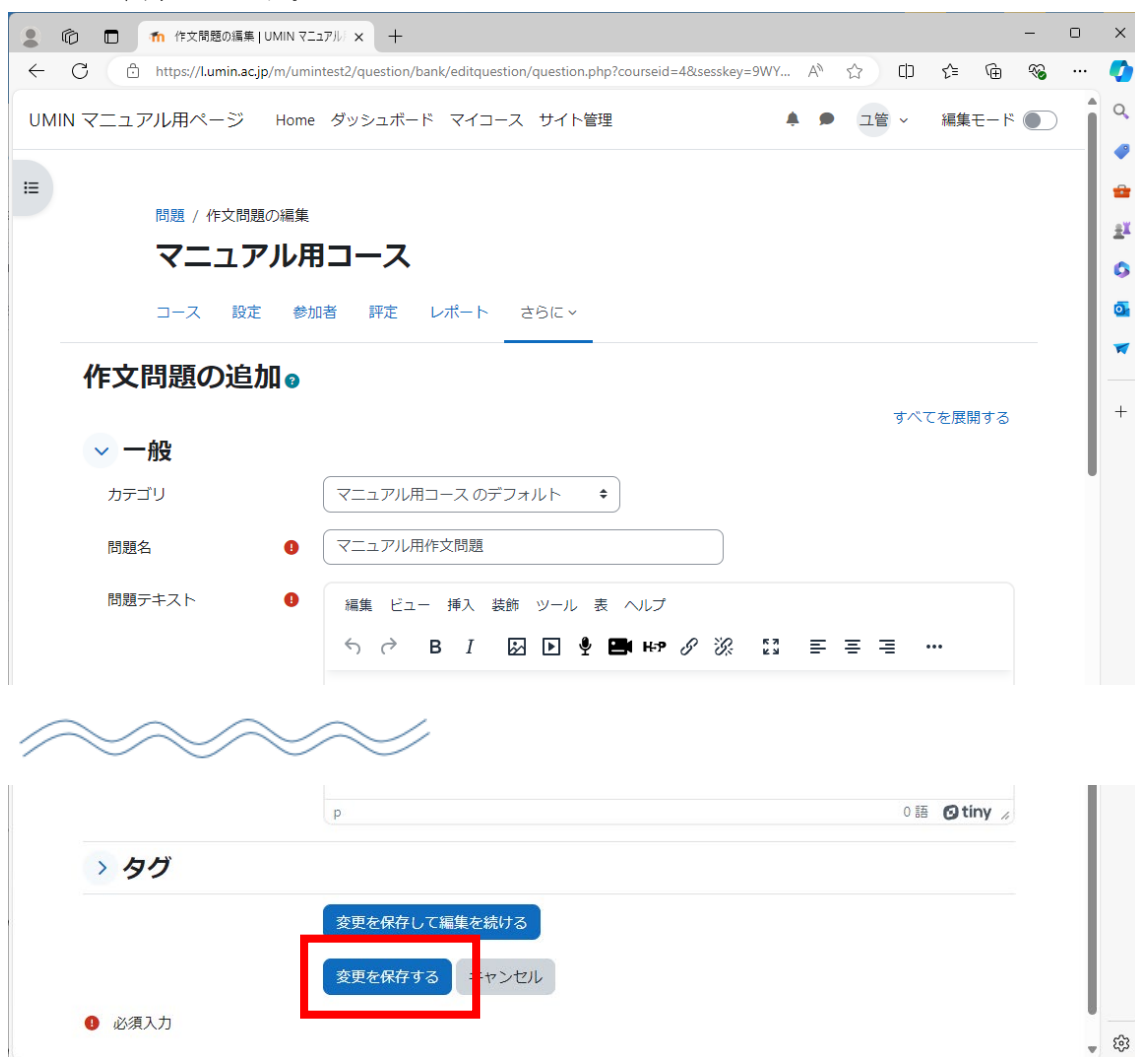 作文問題の編集 | UMIN マニュアル
https://l.umin.ac.jp/m/umintest2/question/bank/editquestion/question.php?courseid=4&sesskey=9WY...
UMIN マニュアル用ページ Home ダッシュボード マイコース サイト管理 ユ管 編集モード
問題 / 作文問題の編集
マニュアル用コース
コース 設定 参加者 評定 レポート さらに
作文問題の追加
すべてを展開する
一般
カテゴリ マニュアル用コース のデフォルト
問題名 マニュアル用作文問題
問題テキスト 編集 ビュー 挿入 装飾 ツール 表 ヘルプ
B I H-P
p 0 語 tiny
タグ
変更を保存して編集を続ける
変更を保存する キャンセル
必須入力